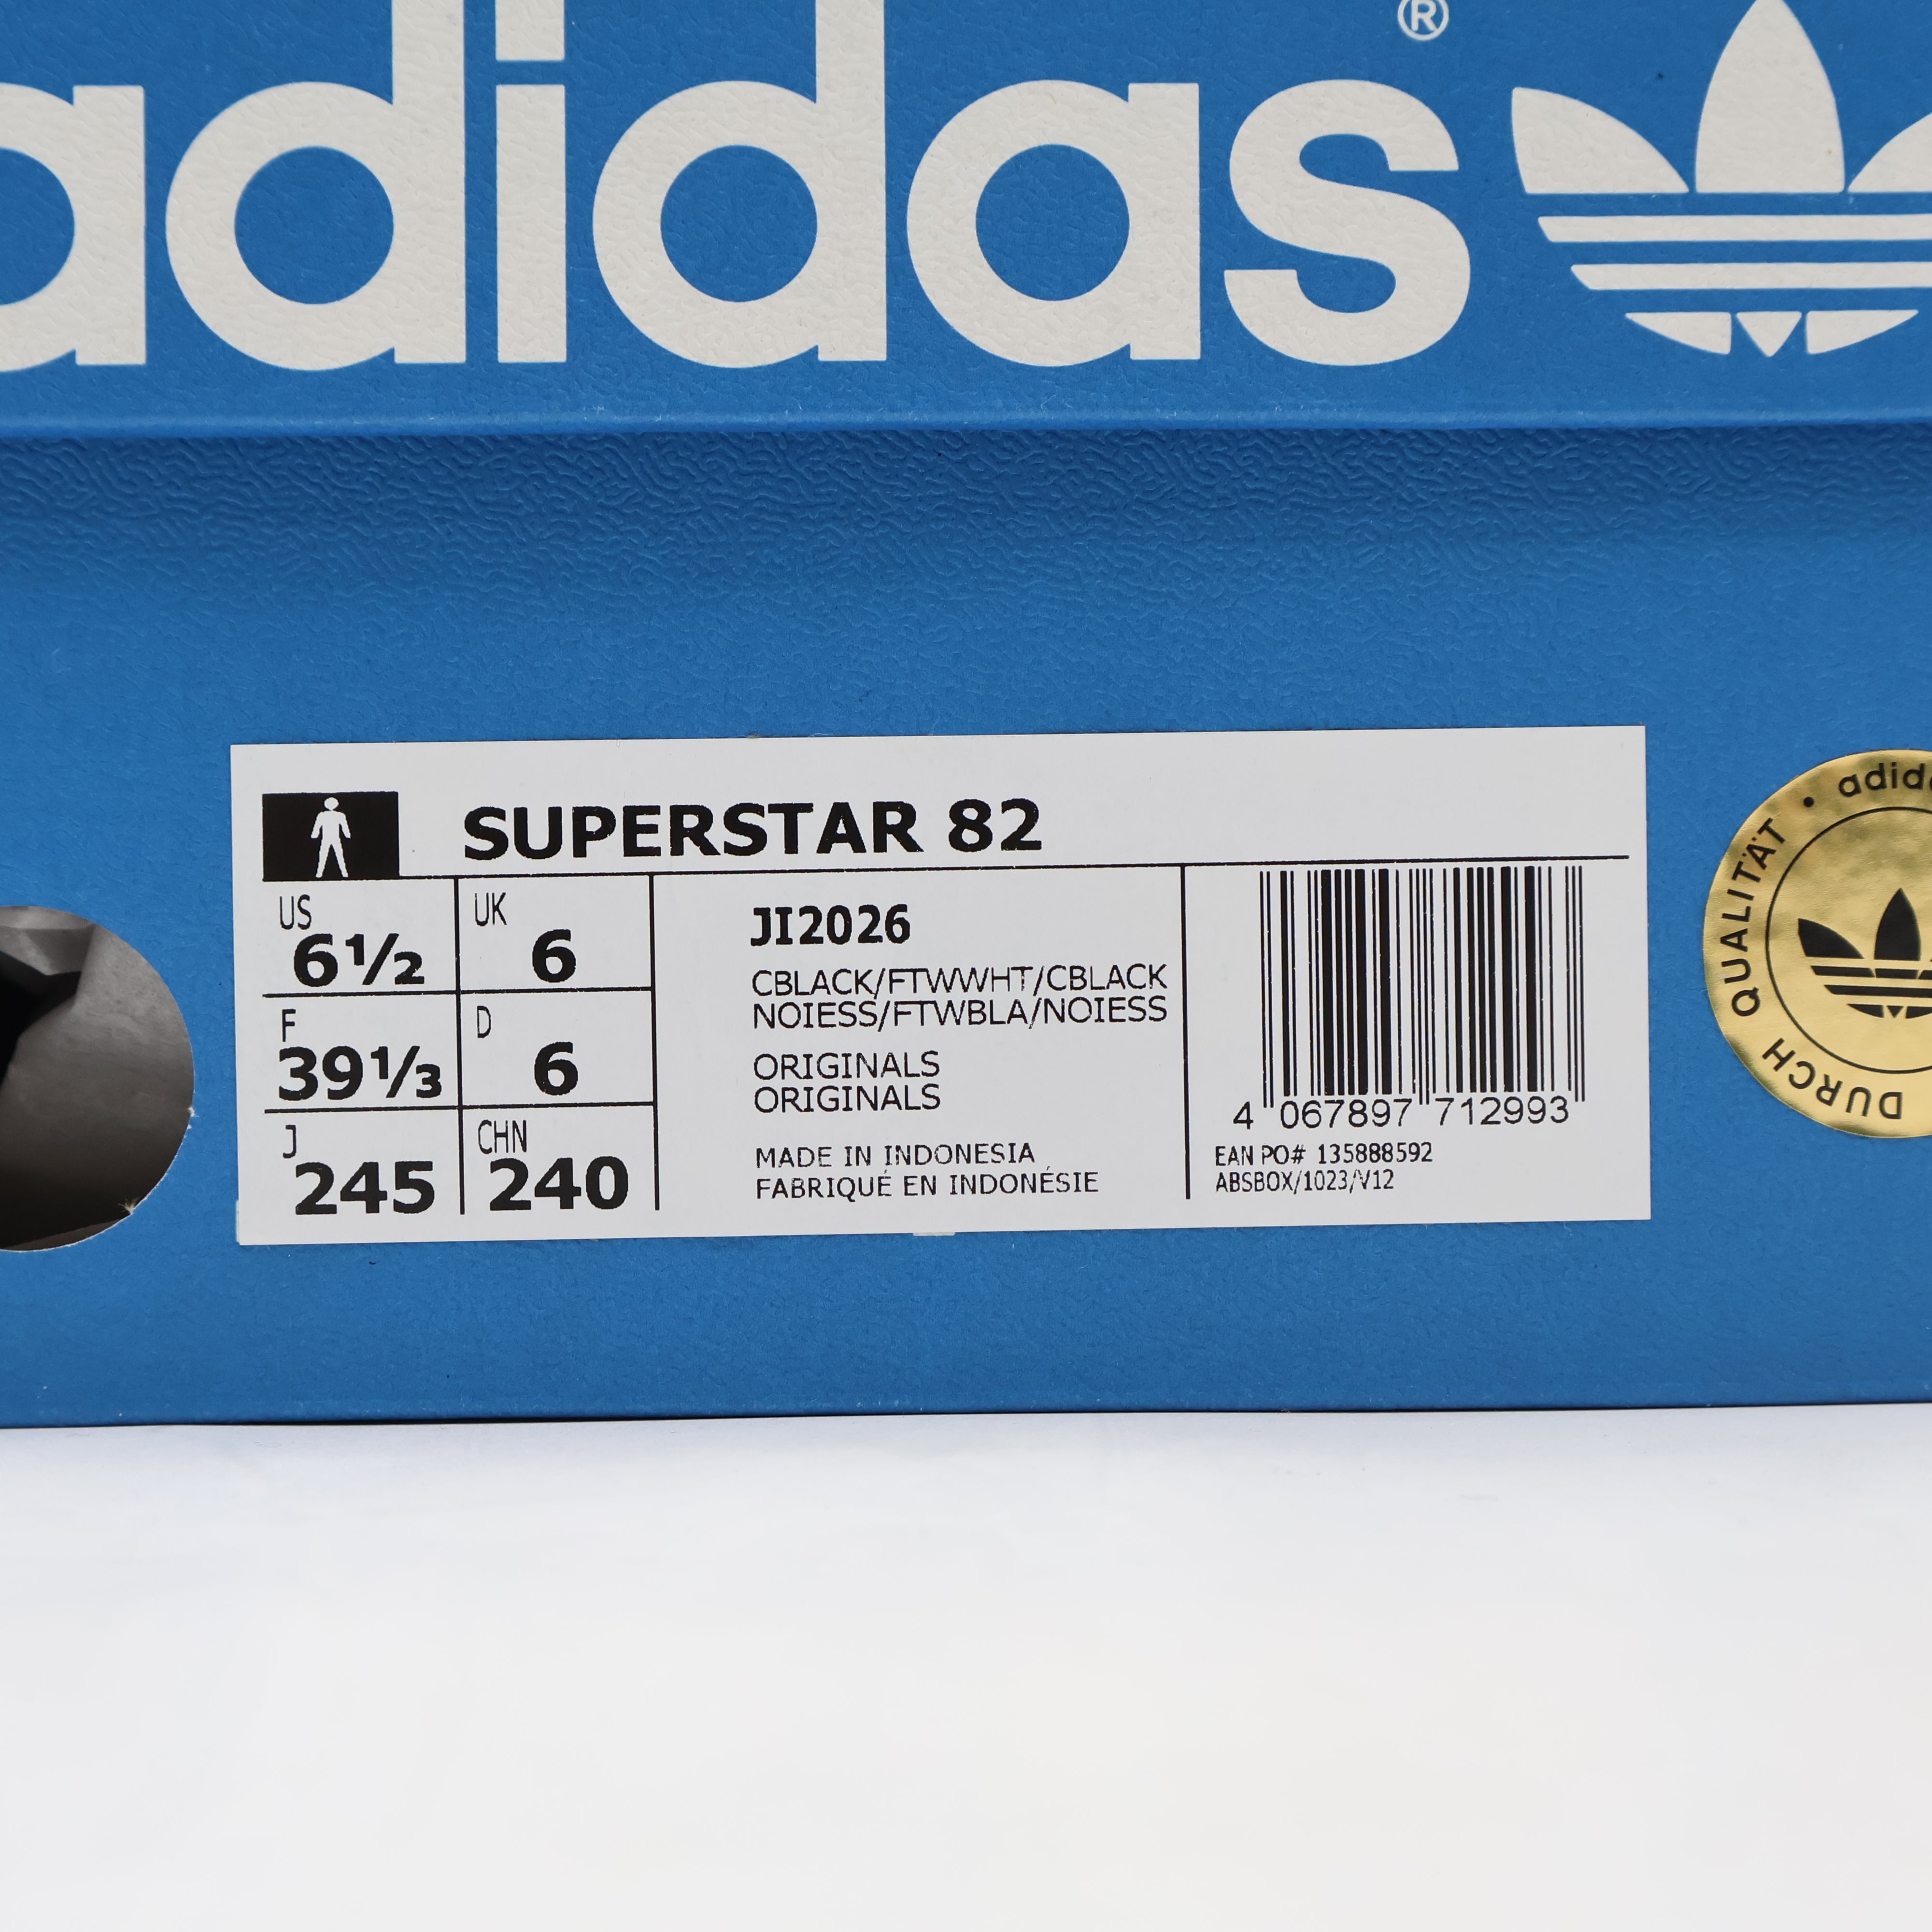 adidas®
SUPERSTAR 82
US
6½
UK
6
F
39⅓
D
6
J
245
CHN
240
JI2026
CBLACK/FTWWHT/CBLACK
NOIESS/FTWBLA/NOIESS
ORIGINALS
ORIGINALS
MADE IN INDONESIA
FABRIQUÉ EN INDONÉSIE
4 067897 712993
EAN PO# 135888592
ABSBOX/1023/V12
DURCH QUALITÄT •